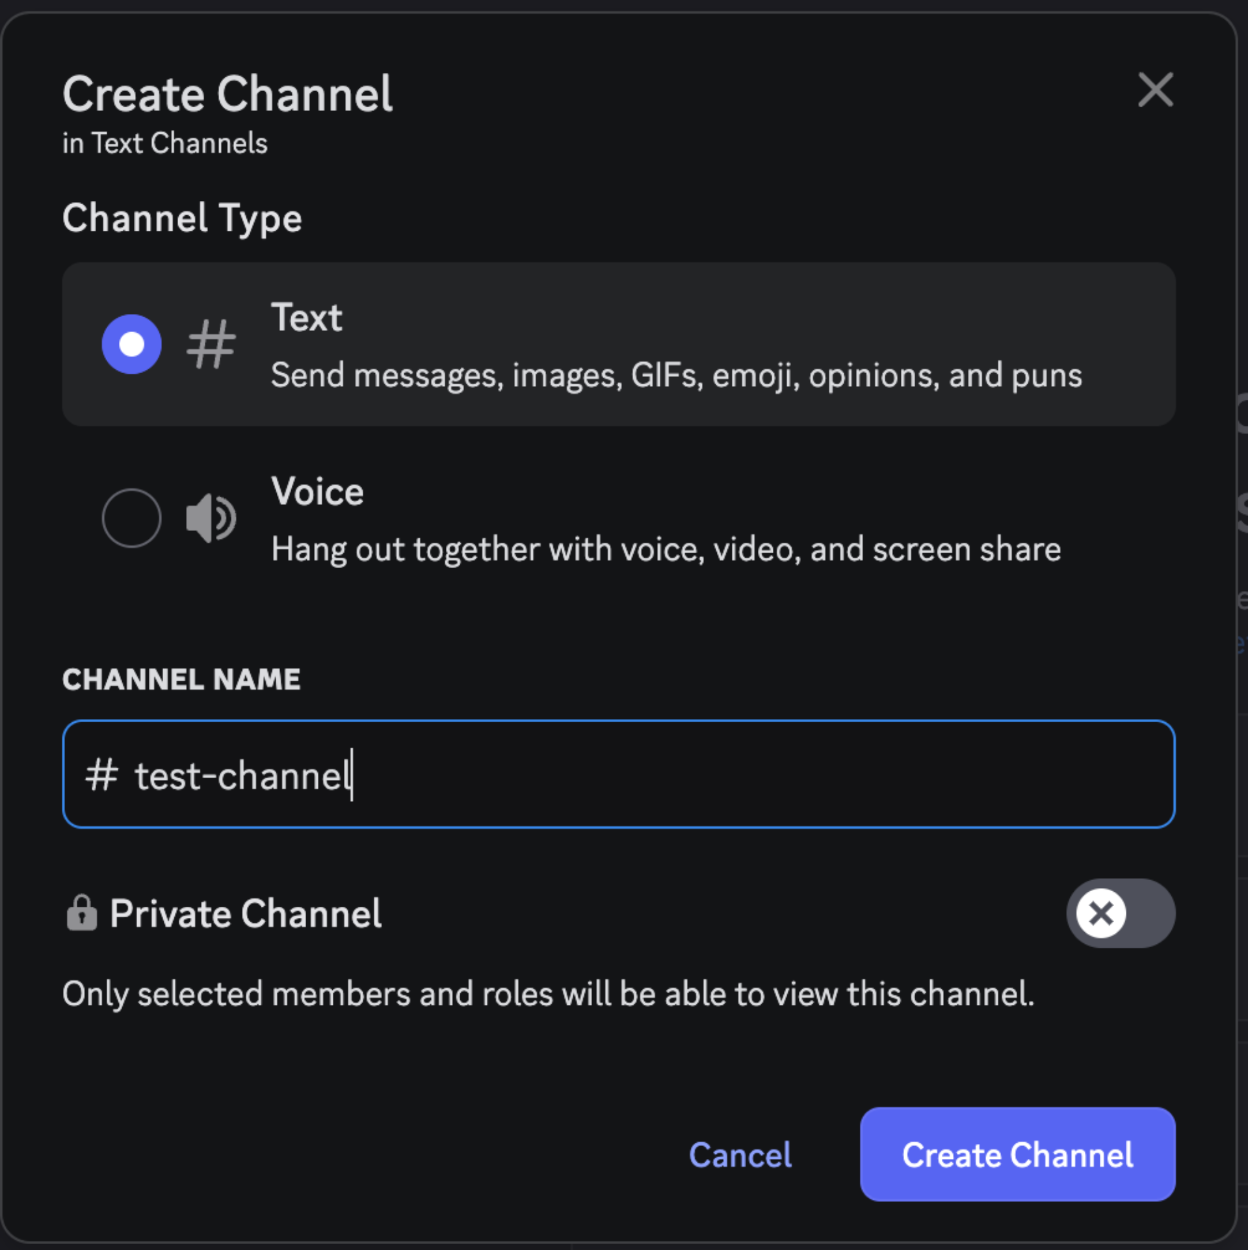 Create Channel
in Text Channels
Channel Type
Text
Send messages, images, GIFs, emoji, opinions, and puns
Voice
Hang out together with voice, video, and screen share
CHANNEL NAME
# test-channel
Private Channel
Only selected members and roles will be able to view this channel.
Cancel
Create Channel